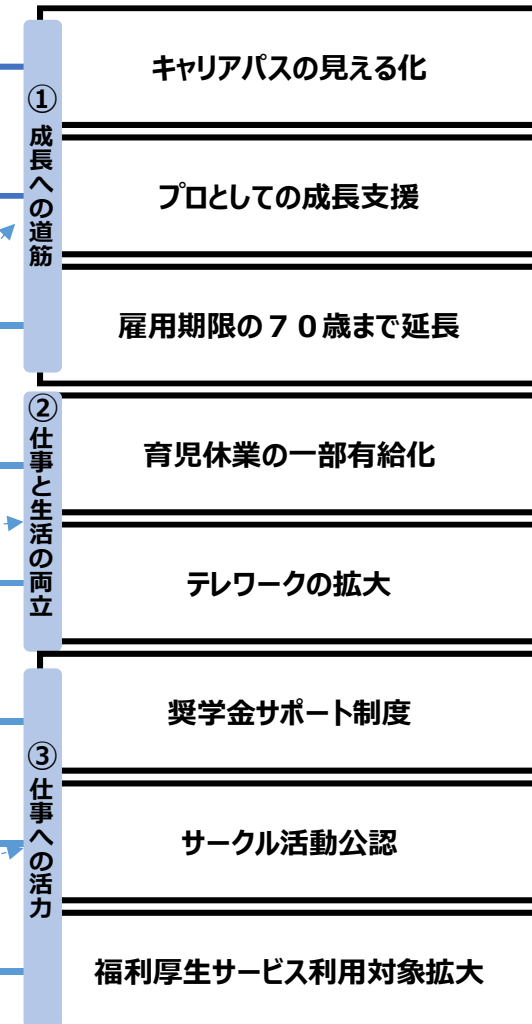 ①成長への道筋
キャリアパスの見える化
プロとしての成長支援
雇用期限の７０歳まで延長
②仕事と生活の両立
育児休業の一部有給化
テレワークの拡大
③仕事への活力
奨学金サポート制度
サークル活動公認
福利厚生サービス利用対象拡大